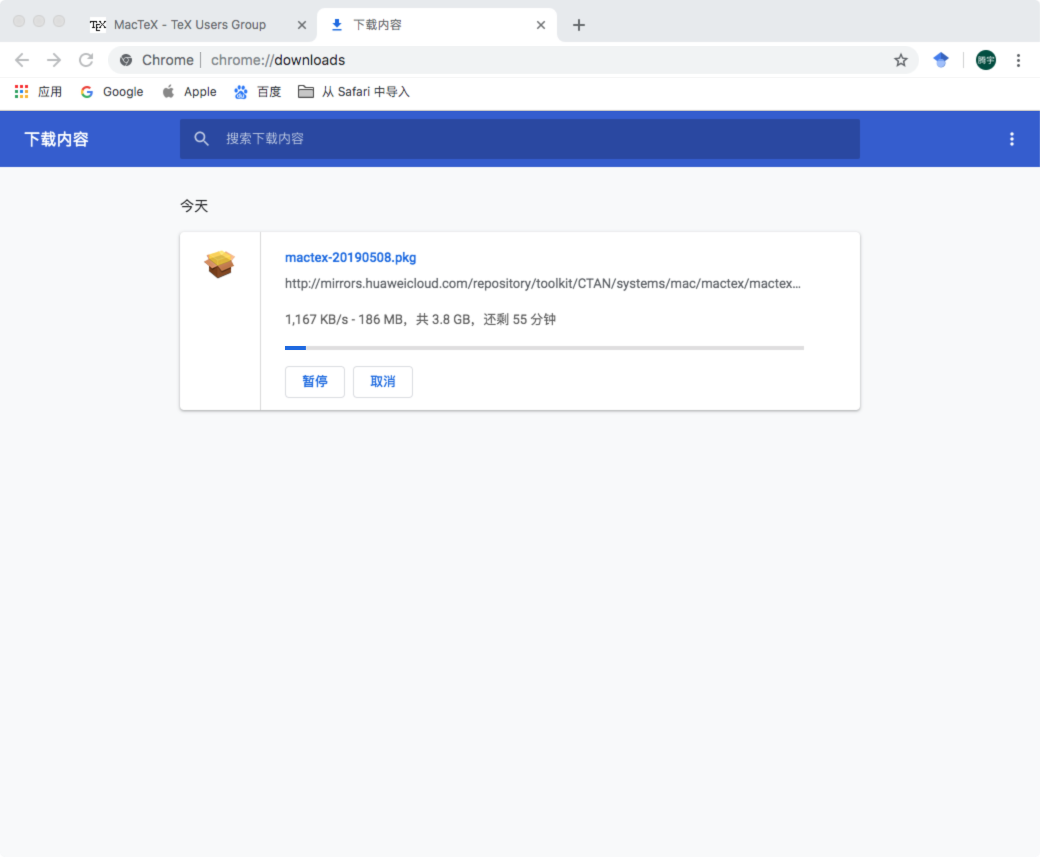 MacTeX - TeX Users Group
下载内容
Chrome | chrome://downloads
腾宇
应用 Google Apple 百度 从 Safari 中导入
下载内容
搜索下载内容
今天
mactex-20190508.pkg
http://mirrors.huaweicloud.com/repository/toolkit/CTAN/systems/mac/mactex/mactex...
1,167 KB/s - 186 MB，共 3.8 GB，还剩 55 分钟
暂停 取消